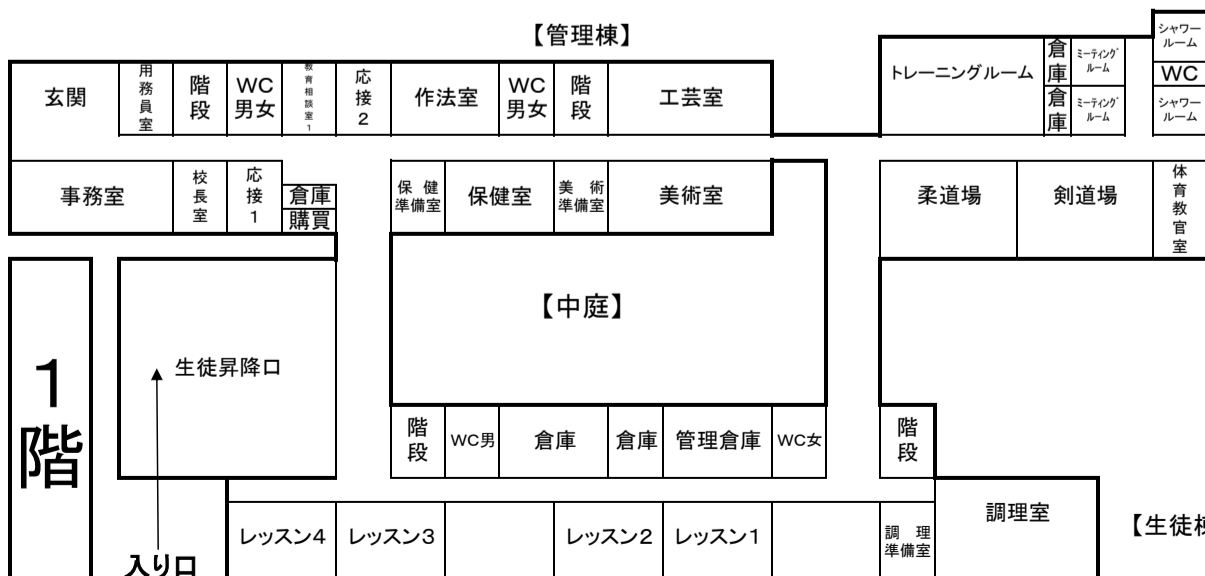 【管理棟】
玄関
用務員室
階段
WC
男女
教育相談室1
応接2
作法室
WC
男女
階段
工芸室
トレーニングルーム
倉庫
ミーティング
ルーム
倉庫
ミーティング
ルーム
シャワー
ルーム
WC
シャワー
ルーム
事務室
校長室
応接1
倉庫
購買
保健
準備室
保健室
美術
準備室
美術室
柔道場
剣道場
体育教官室
【中庭】
1階
生徒昇降口
階段
WC男
倉庫
倉庫
管理倉庫
WC女
階段
レッスン4
レッスン3
レッスン2
レッスン1
調理
準備室
調理室
【生徒棟
入り口